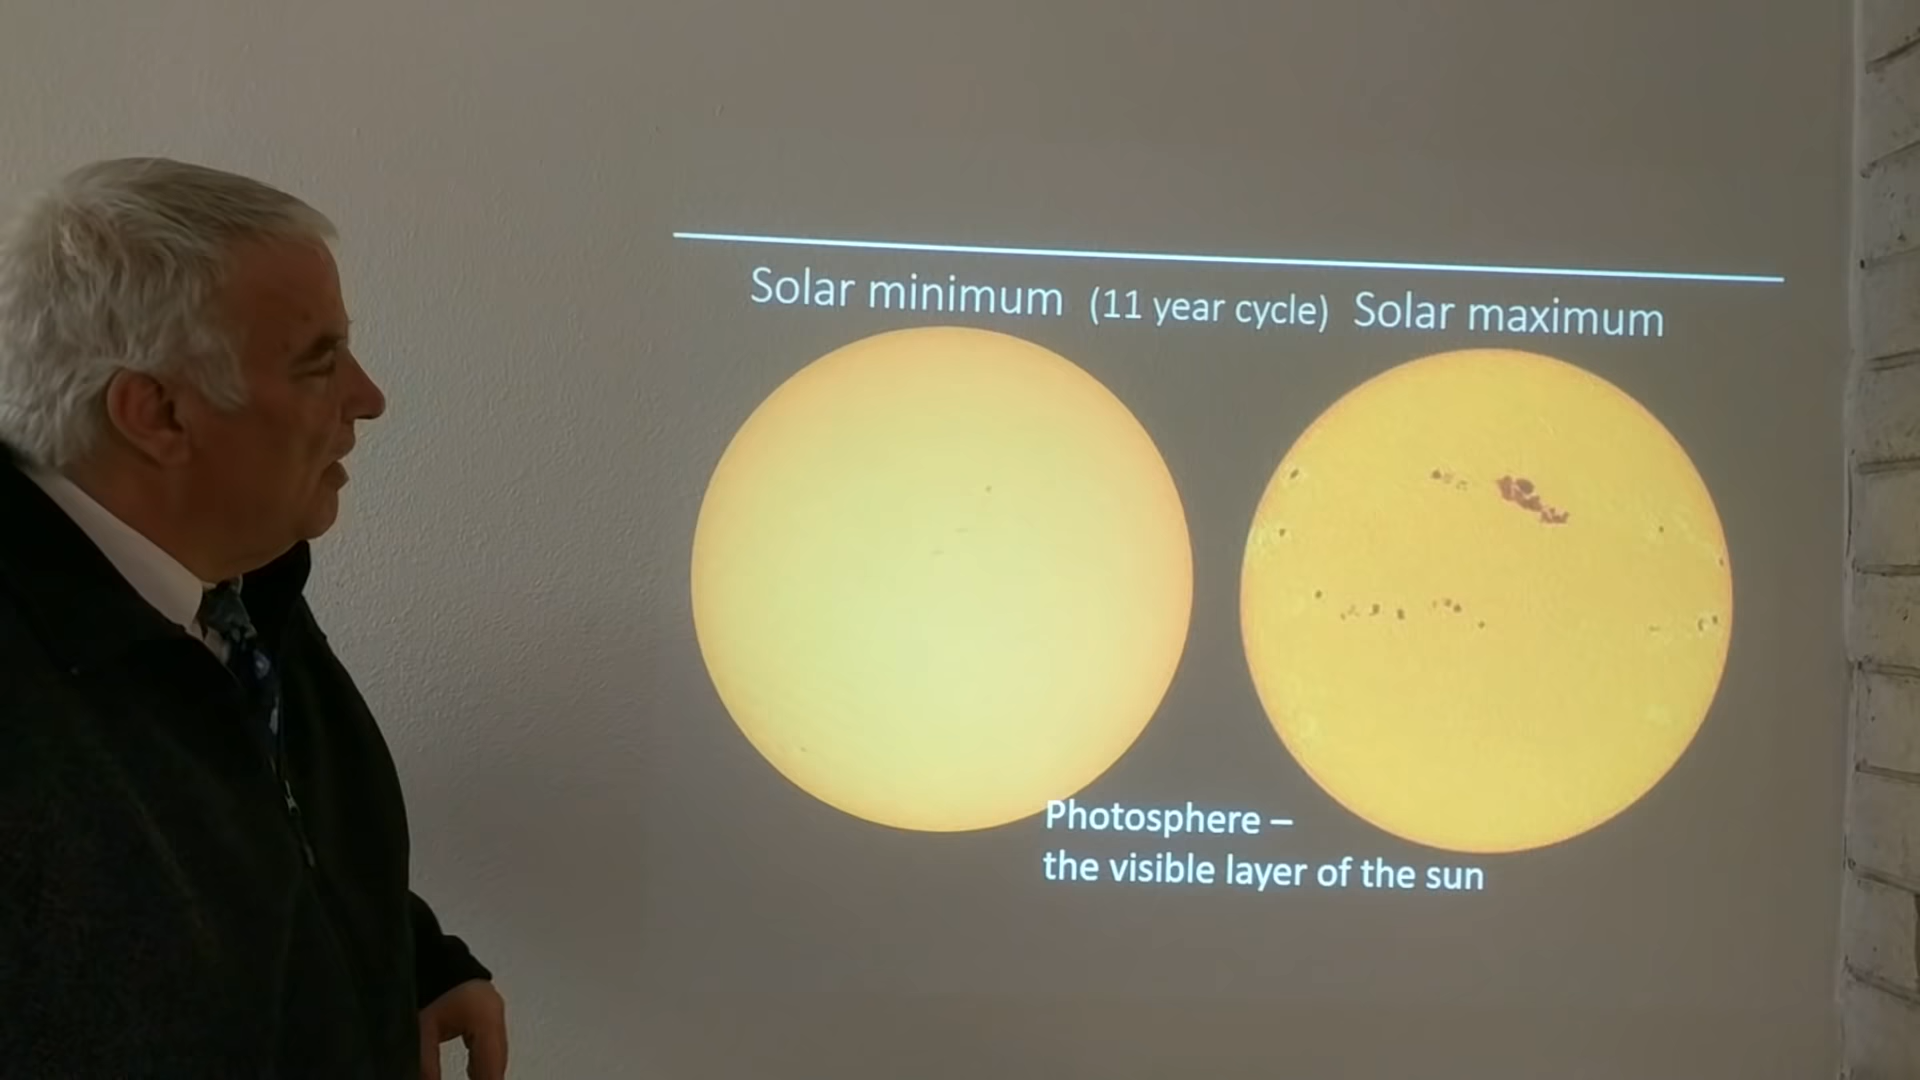 Solar minimum (11 year cycle) Solar maximum
Photosphere –
the visible layer of the sun